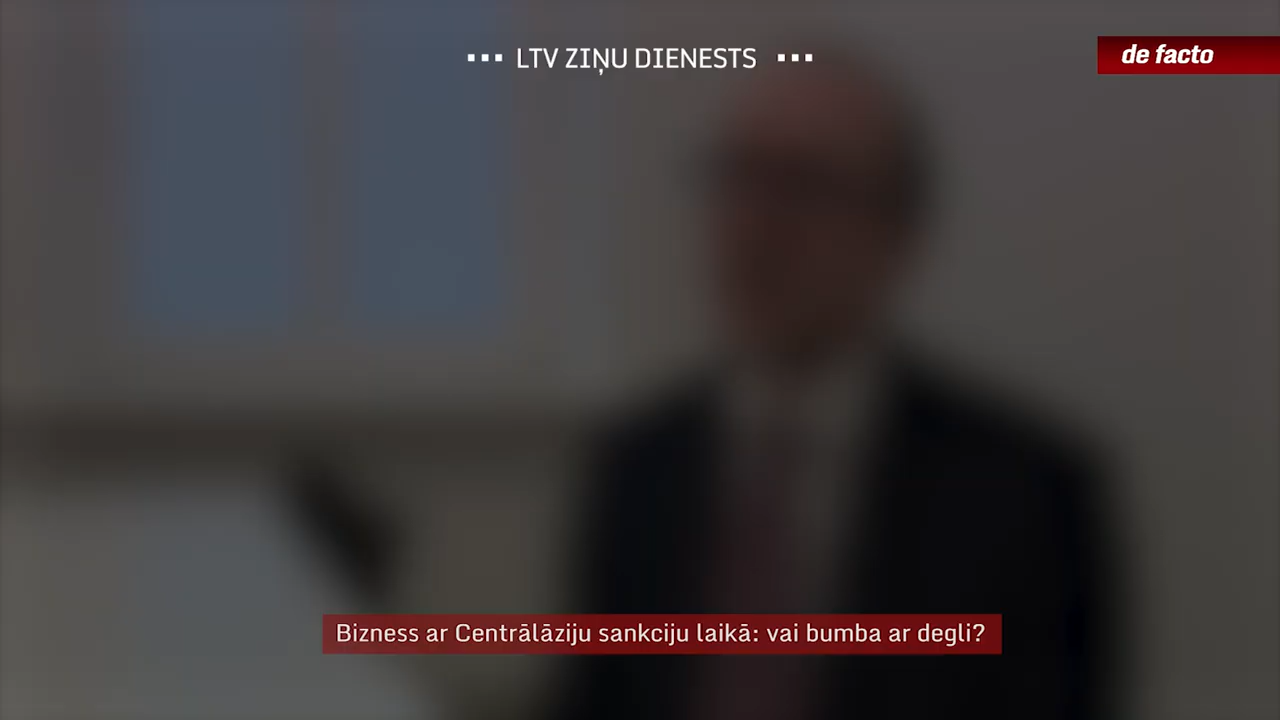 LTV ZIŅU DIENESTS
de facto
Bizness ar Centrālāziju sankciju laikā: vai bumba ar degli?